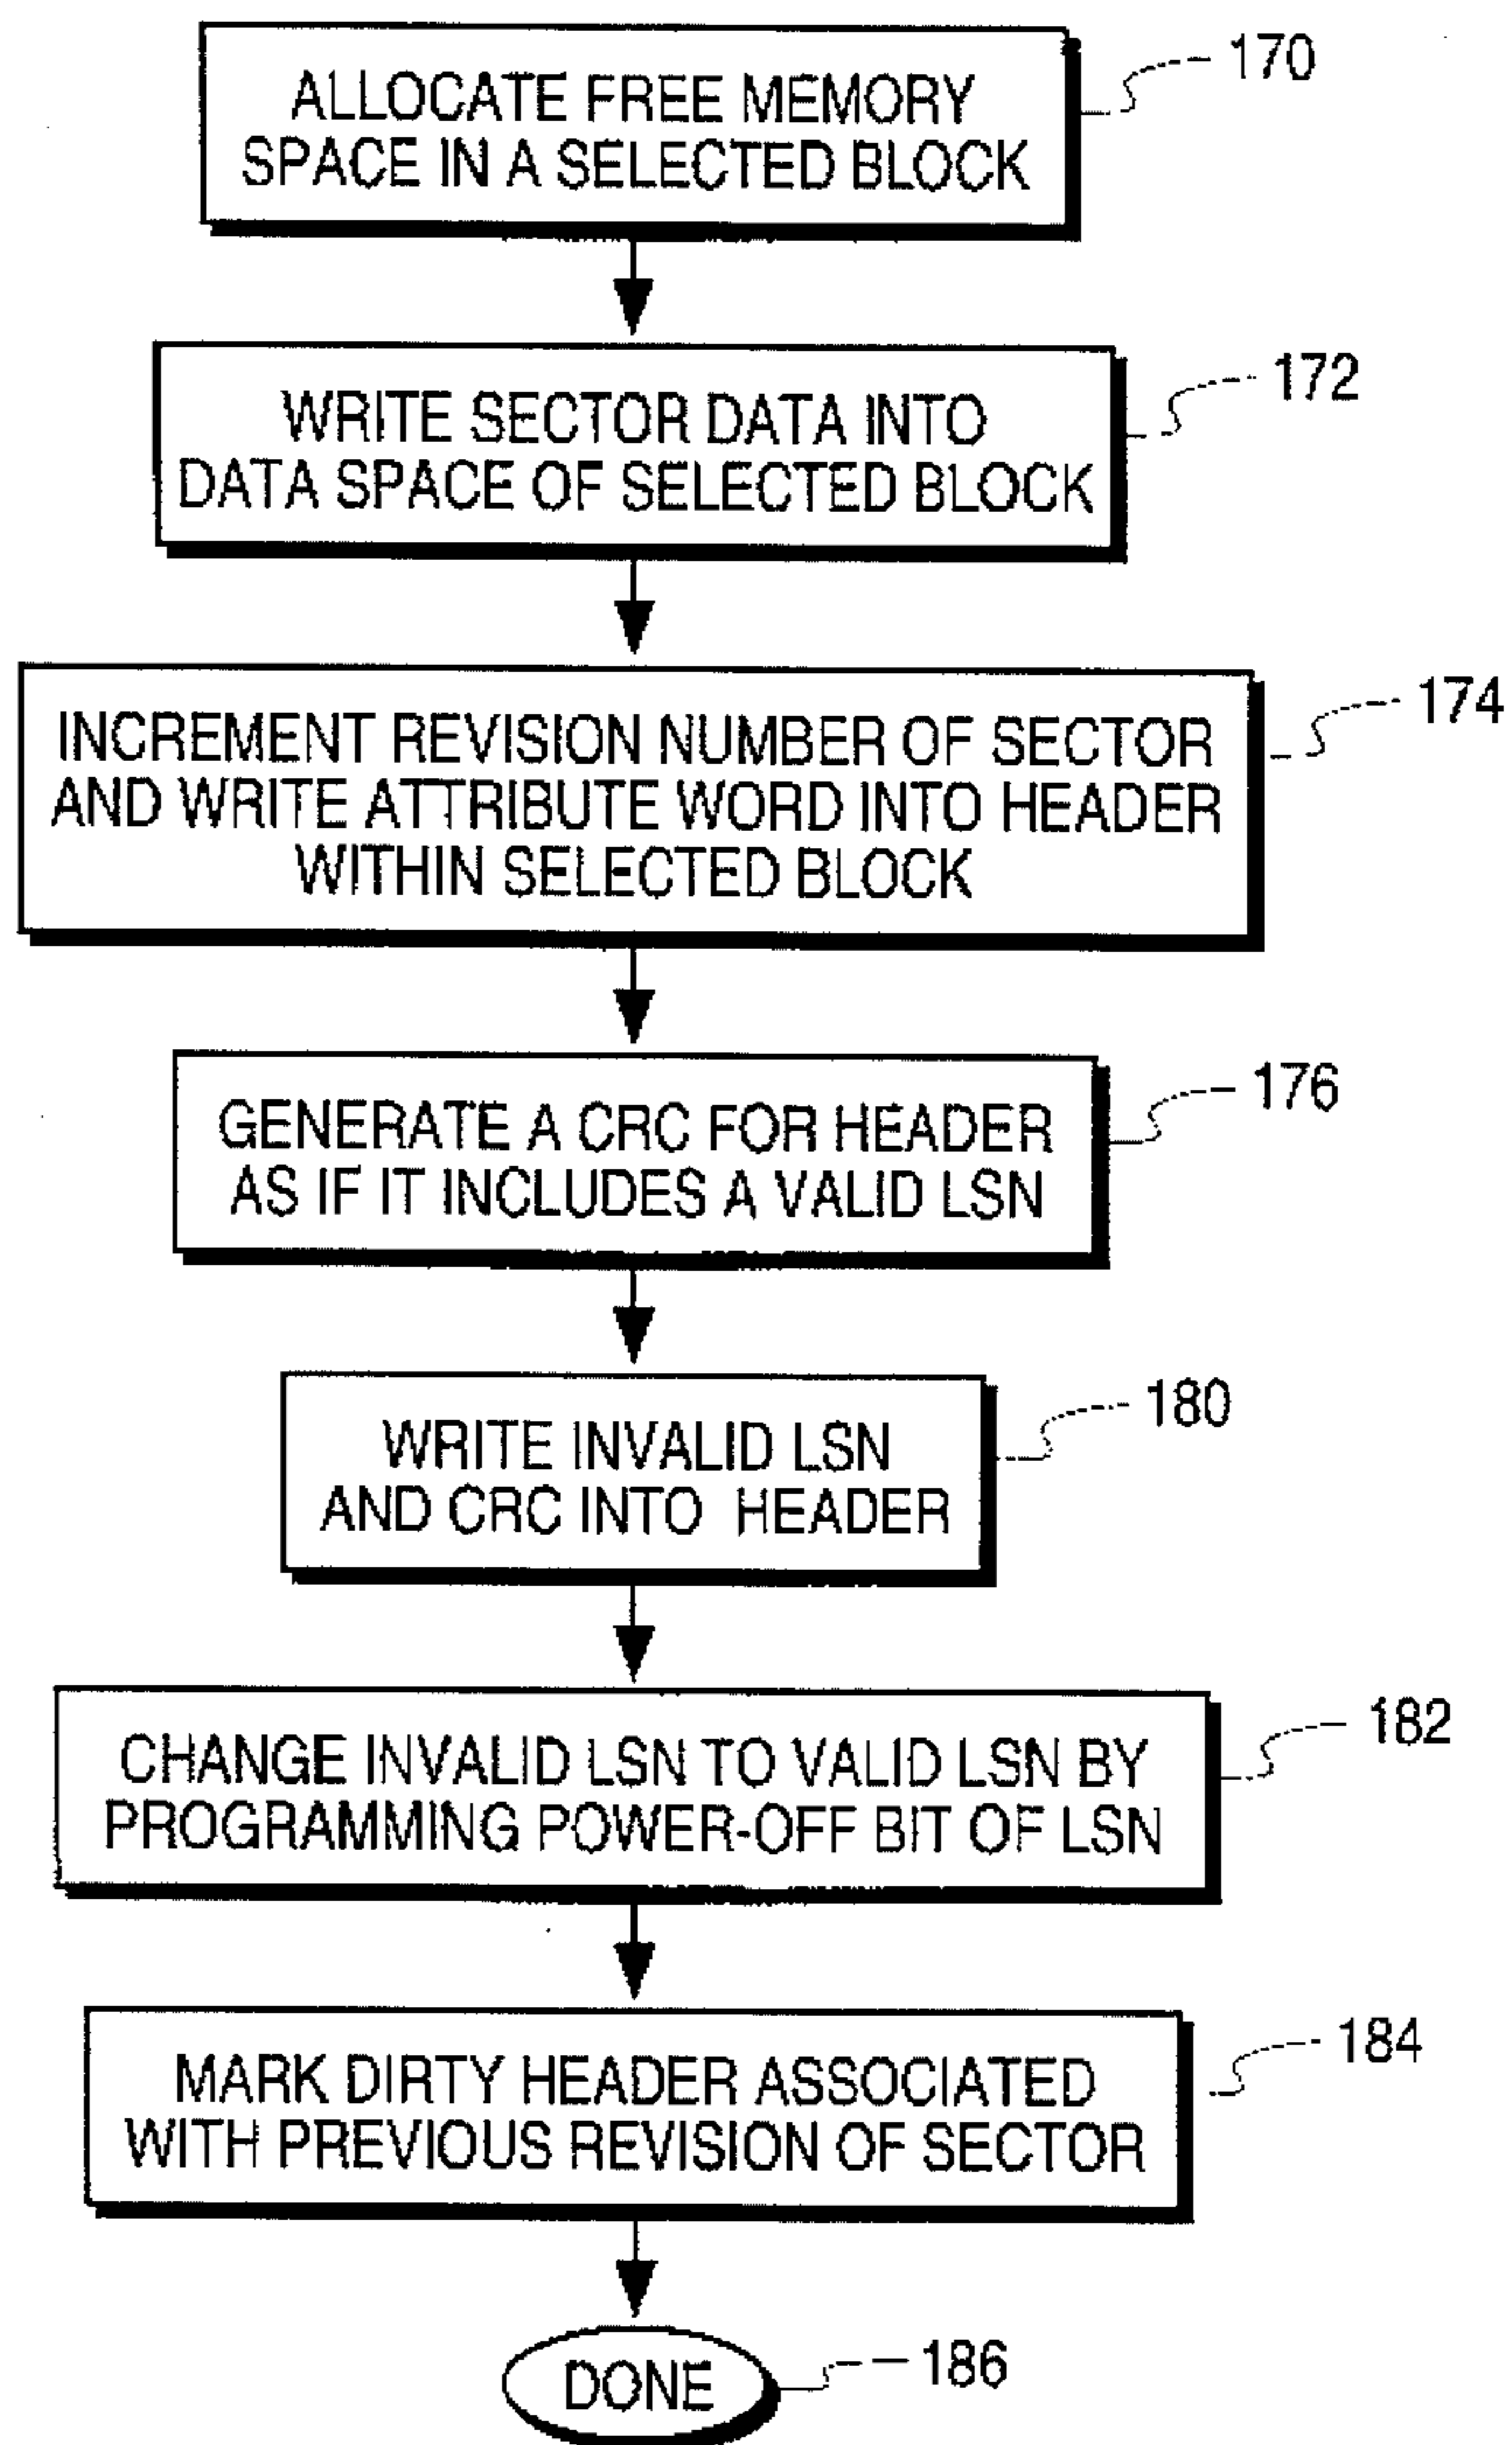 ALLOCATE FREE MEMORY
SPACE IN A SELECTED BLOCK
170
WRITE SECTOR DATA INTO
DATA SPACE OF SELECTED BLOCK
172
INCREMENT REVISION NUMBER OF SECTOR
AND WRITE ATTRIBUTE WORD INTO HEADER
WITHIN SELECTED BLOCK
174
GENERATE A CRC FOR HEADER
AS IF IT INCLUDES A VALID LSN
176
WRITE INVALID LSN
AND CRC INTO HEADER
180
CHANGE INVALID LSN TO VALID LSN BY
PROGRAMMING POWER-OFF BIT OF LSN
182
MARK DIRTY HEADER ASSOCIATED
WITH PREVIOUS REVISION OF SECTOR
184
DONE
186